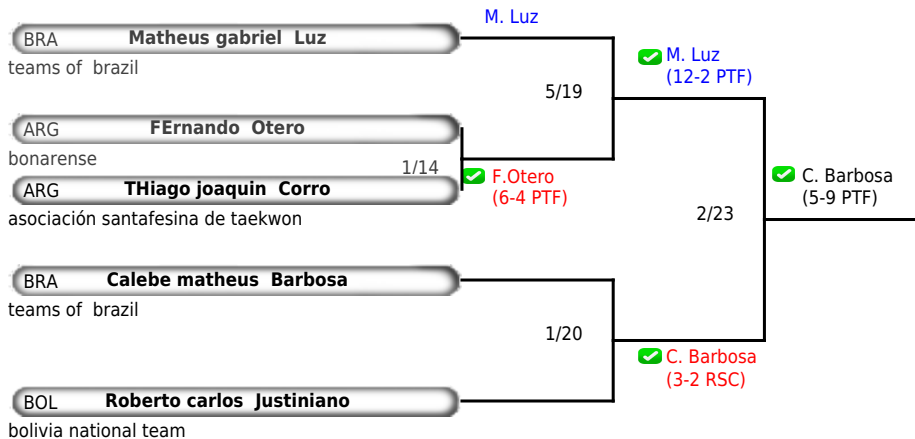 M. Luz
BRA Matheus gabriel Luz
teams of brazil
M. Luz
(12-2 PTF)
5/19
ARG FErnando Otero
bonarense
1/14
F.Otero
(6-4 PTF)
ARG THiago joaquin Corro
asociación santafesina de taekwon
C. Barbosa
(5-9 PTF)
2/23
BRA Calebe matheus Barbosa
teams of brazil
1/20
C. Barbosa
(3-2 RSC)
BOL Roberto carlos Justiniano
bolivia national team